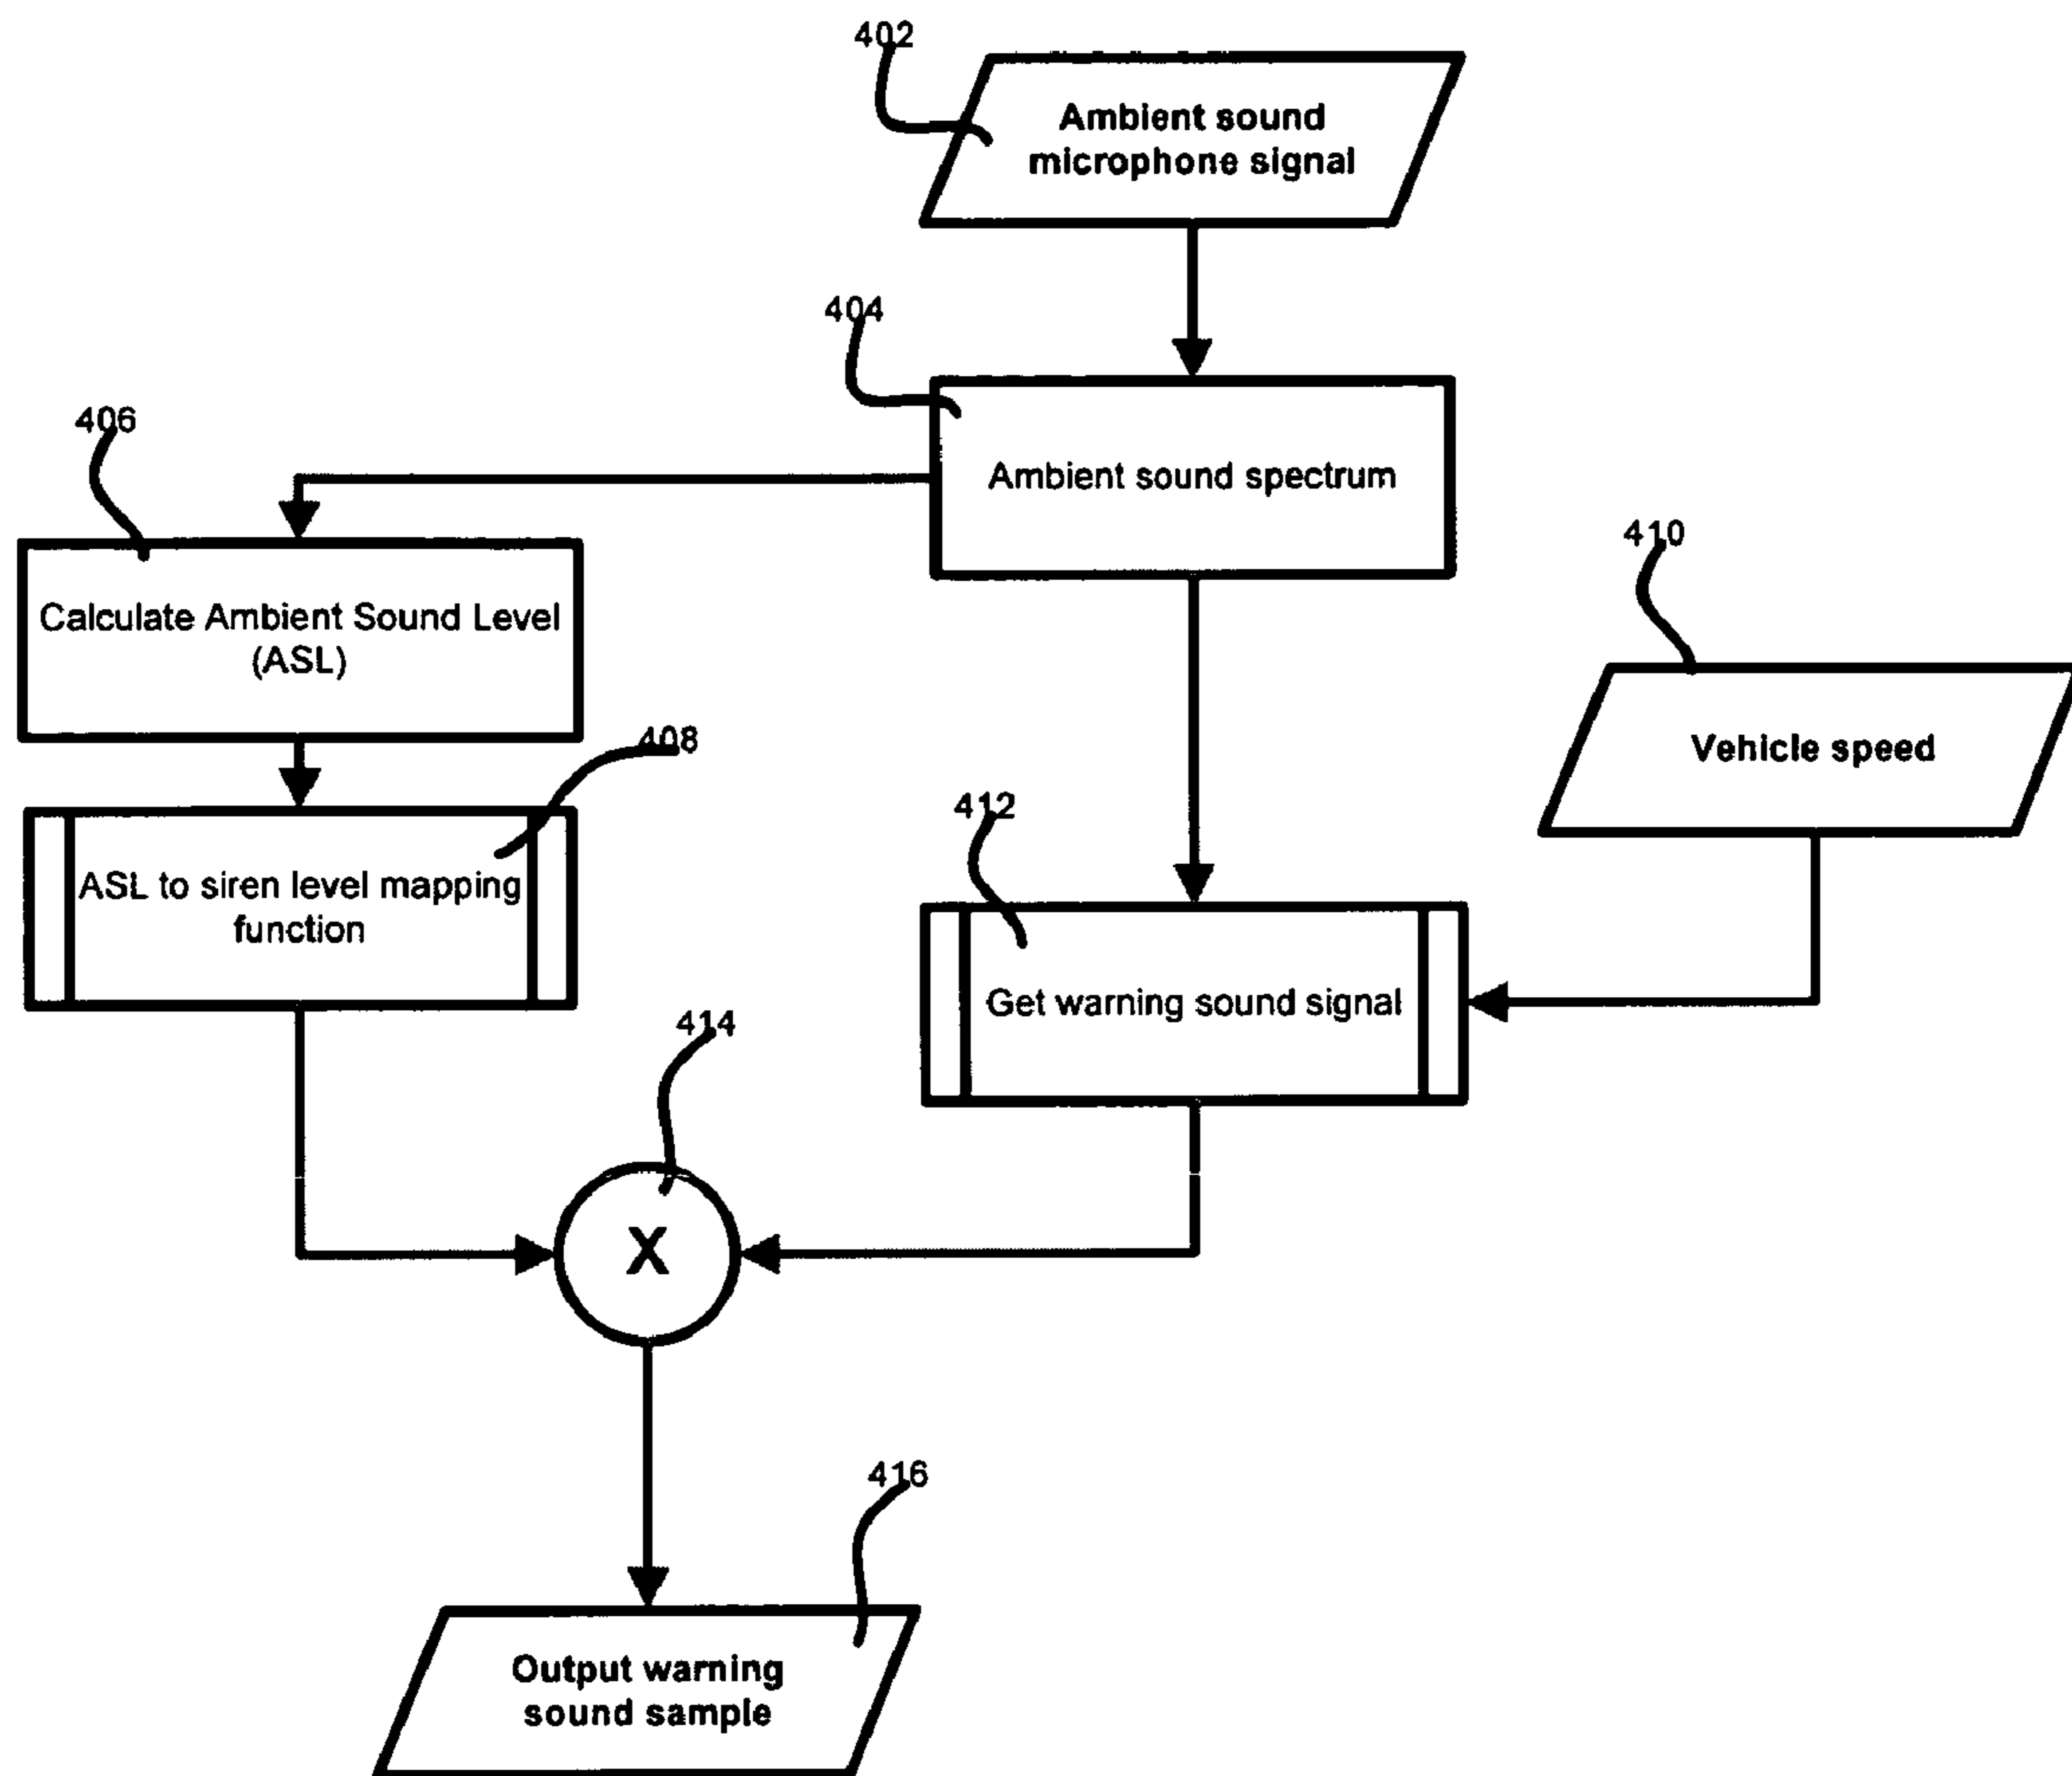 402
Ambient sound
microphone signal
404
Ambient sound spectrum
406
Calculate Ambient Sound Level
(ASL)
410
Vehicle speed
408
ASL to siren level mapping
function
412
Get warning sound signal
414
X
416
Output warning
sound sample